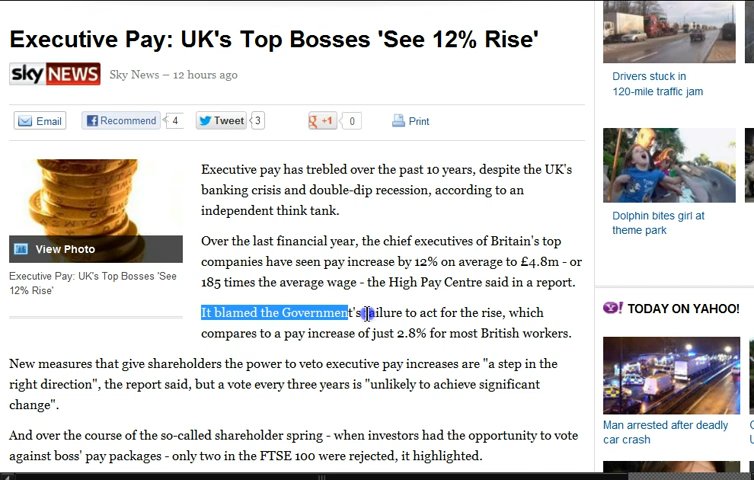 Executive Pay: UK's Top Bosses 'See 12% Rise'
sky NEWS
Sky News – 12 hours ago
Email
Recommend
4
Tweet
3
+1
0
Print
View Photo
Executive Pay: UK's Top Bosses 'See
12% Rise'
Executive pay has trebled over the past 10 years, despite the UK's
banking crisis and double-dip recession, according to an
independent think tank.
Over the last financial year, the chief executives of Britain's top
companies have seen pay increase by 12% on average to £4.8m - or
185 times the average wage - the High Pay Centre said in a report.
It blamed the Government's failure to act for the rise, which
compares to a pay increase of just 2.8% for most British workers.
New measures that give shareholders the power to veto executive pay increases are "a step in the
right direction", the report said, but a vote every three years is "unlikely to achieve significant
change".
And over the course of the so-called shareholder spring - when investors had the opportunity to vote
against boss' pay packages - only two in the FTSE 100 were rejected, it highlighted.
Drivers stuck in
120-mile traffic jam
Dolphin bites girl at
theme park
Y! TODAY ON YAHOO!
Man arrested after deadly
car crash